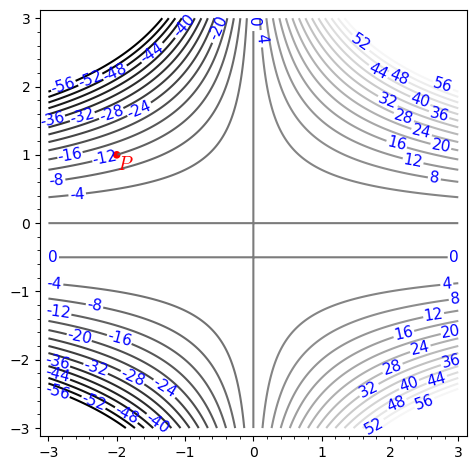 3
-40 -20 0 4 52
-44
2 -56 -52 -48 44 48 56
-36 -32 -28 -24 32 40 36
28 24 20
1 -16 -12 P 16 12
-8 -4 8
0
0 0
-1 -4 4
-12 -8 12 8
-20 -16 16 20
-2 -36 -32 28 24 36
-44 -28 -24 32 40 44
-56 -52 -48 -40 48 56
-3 52
-3 -2 -1 0 1 2 3